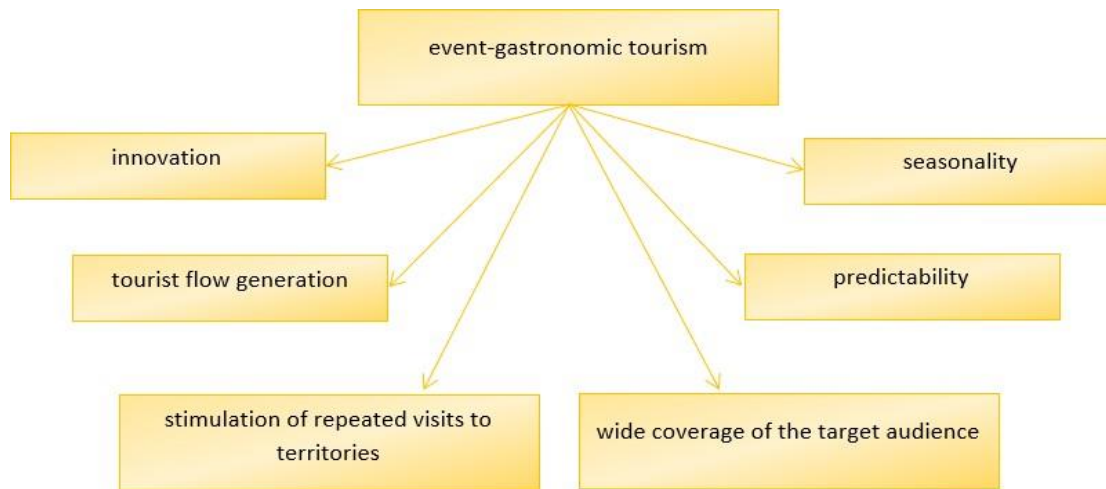 event-gastronomic tourism
innovation
seasonality
tourist flow generation
predictability
stimulation of repeated visits to
territories
wide coverage of the target audience